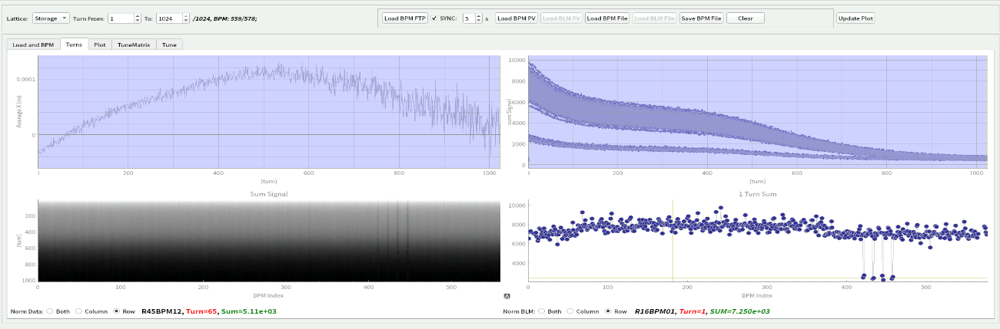 Lattice: Storage Turn From: 1 To: 1024 /1024, BPM: 559/578; Load BPM FTP SYNC: 5 s Load BPM PV Load BLM PV Load BPM File Load BLM File Save BPM File Clear Update Plot
Load and BPM Turns Plot TuneMatrix Tune
Avarage X (m)
0.0001
0
0 200 400 600 800 1000
(turn)
sum Signal
10000
8000
6000
4000
2000
0
0 200 400 600 800 1000
(turn)
Sum Signal
(turn)
200
400
600
800
1000
0 100 200 300 400 500
BPM Index
1 Turn Sum
10000
8000
6000
4000
0 100 200 300 400 500
A BPM Index
Norm Data: Both Column Row R45BPM12, Turn=65, Sum=5.11e+03
Norm BLM: Both Column Row R16BPM01, Turn=1, SUM=7.250e+03